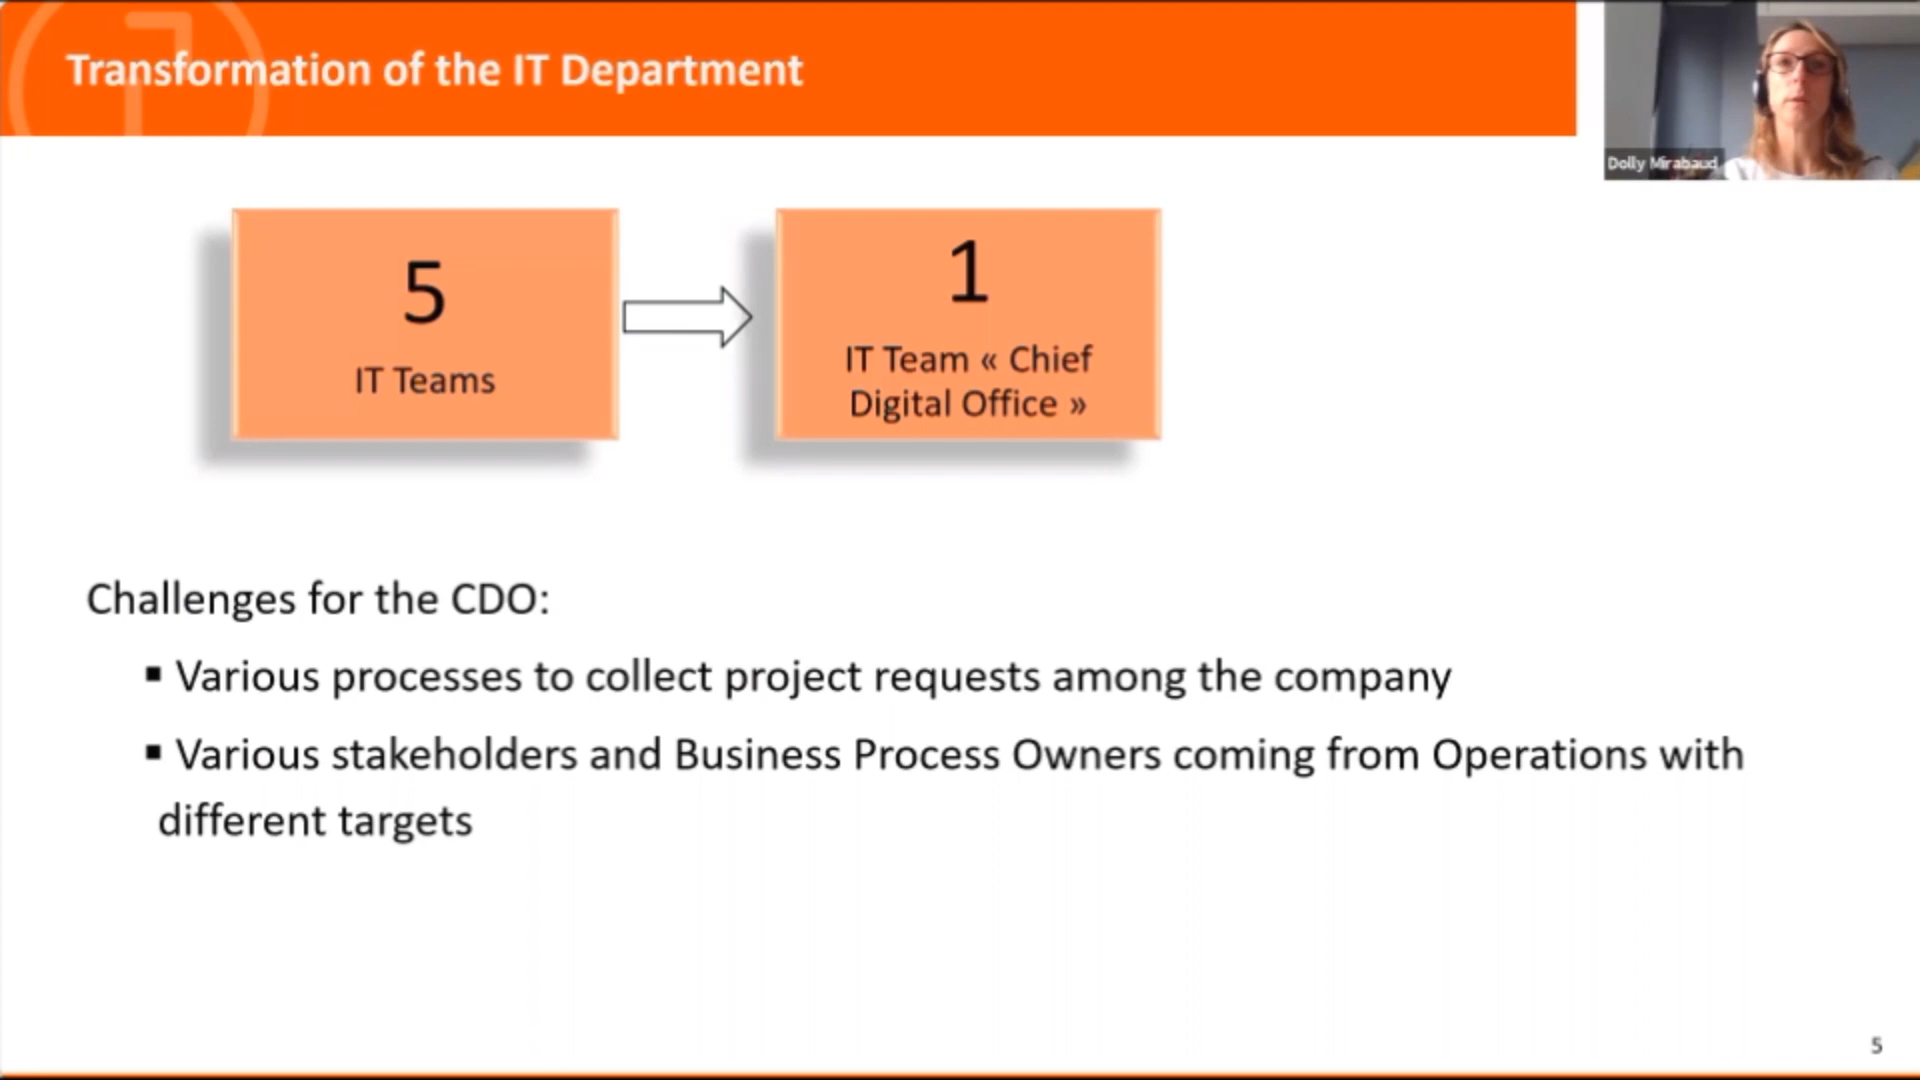 Transformation of the IT Department
Dolly Mirabaud
5
IT Teams
1
IT Team « Chief
Digital Office »
Challenges for the CDO:
▪ Various processes to collect project requests among the company
▪ Various stakeholders and Business Process Owners coming from Operations with
different targets
5